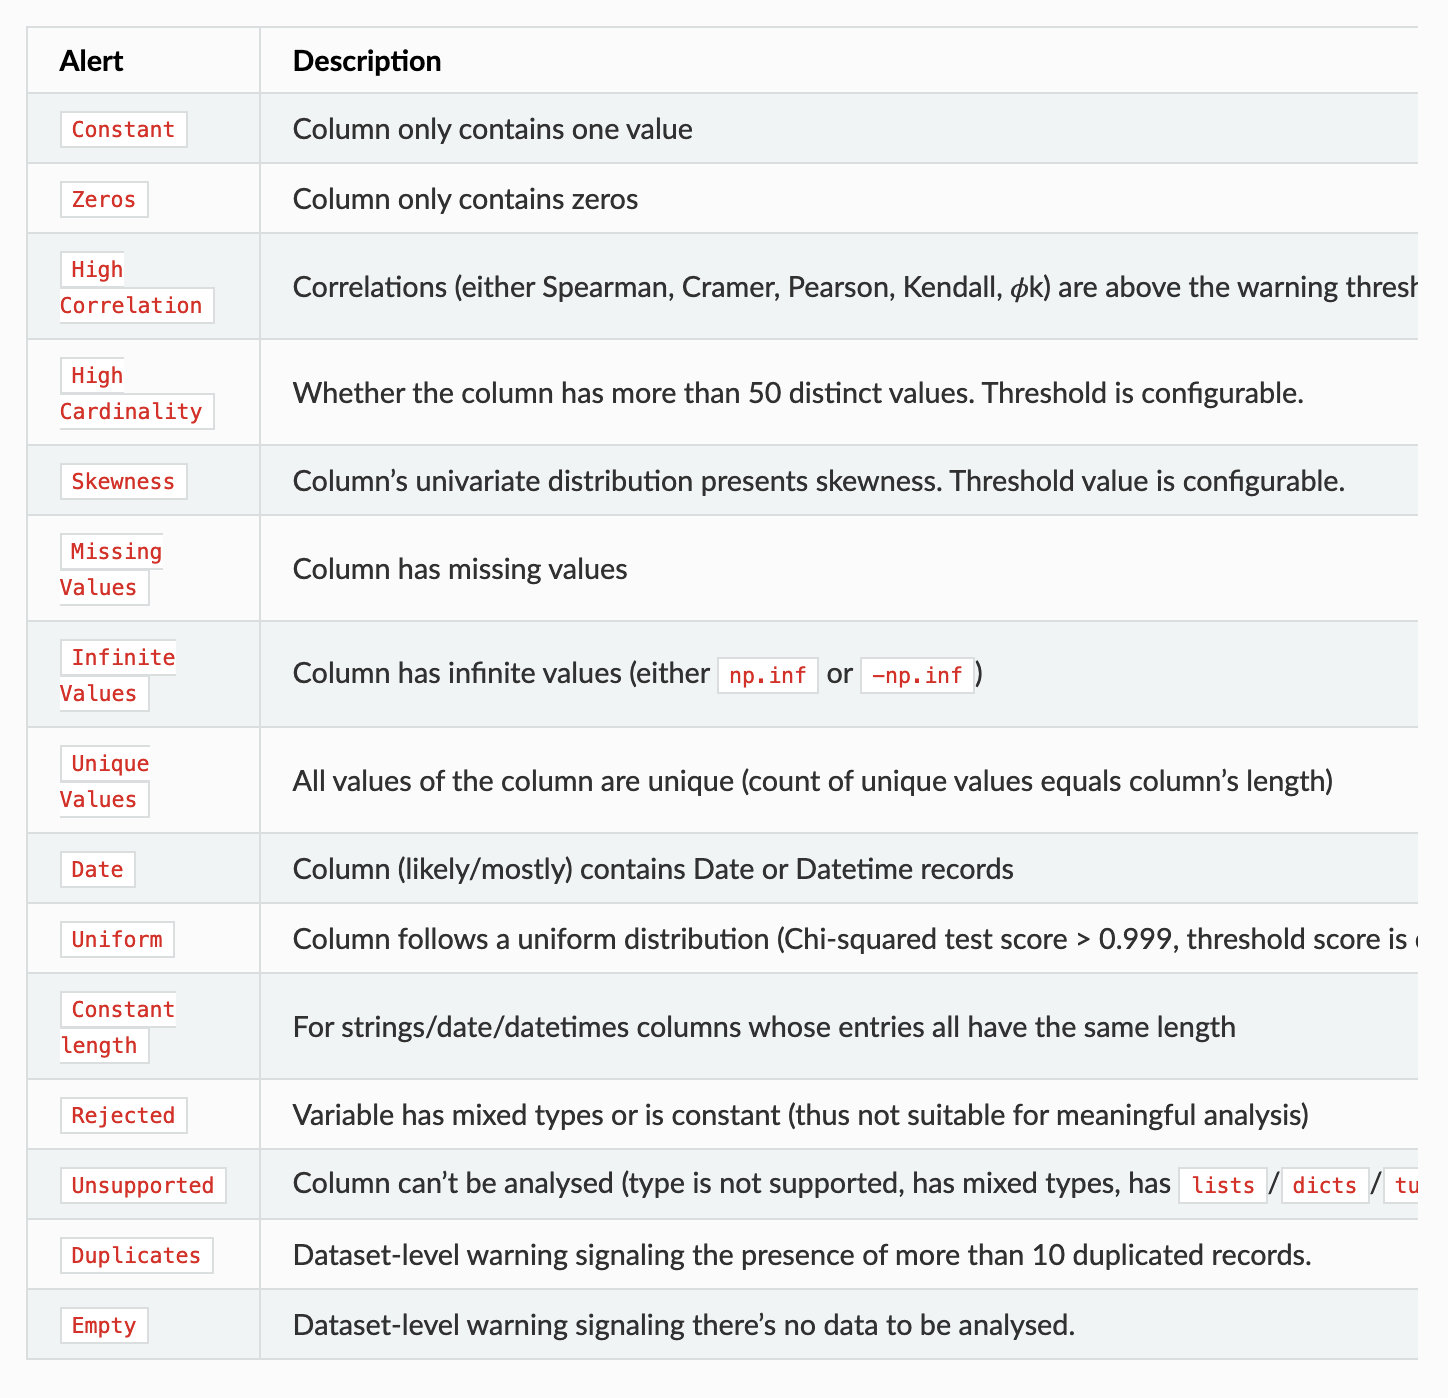 Alert Description
Constant Column only contains one value
Zeros Column only contains zeros
High
Correlation
Correlations (either Spearman, Cramer, Pearson, Kendall, ϕk) are above the warning
High
Cardinality
Whether the column has more than 50 distinct values. Threshold is configurable.
Skewness Column’s univariate distribution presents skewness. Threshold value is configurable.
Missing
Values
Column has missing values
Infinite
Values
Column has infinite values (either np.inf or -np.inf)
Unique
Values
All values of the column are unique (count of unique values equals column’s length)
Date Column (likely/mostly) contains Date or Datetime records
Uniform Column follows a uniform distribution (Chi-squared test score > 0.999, threshold score is
Constant
length
For strings/date/datetimes columns whose entries all have the same length
Rejected Variable has mixed types or is constant (thus not suitable for meaningful analysis)
Unsupported Column can’t be analysed (type is not supported, has mixed types, has lists/dicts/
Duplicates Dataset-level warning signaling the presence of more than 10 duplicated records.
Empty Dataset-level warning signaling there’s no data to be analysed.